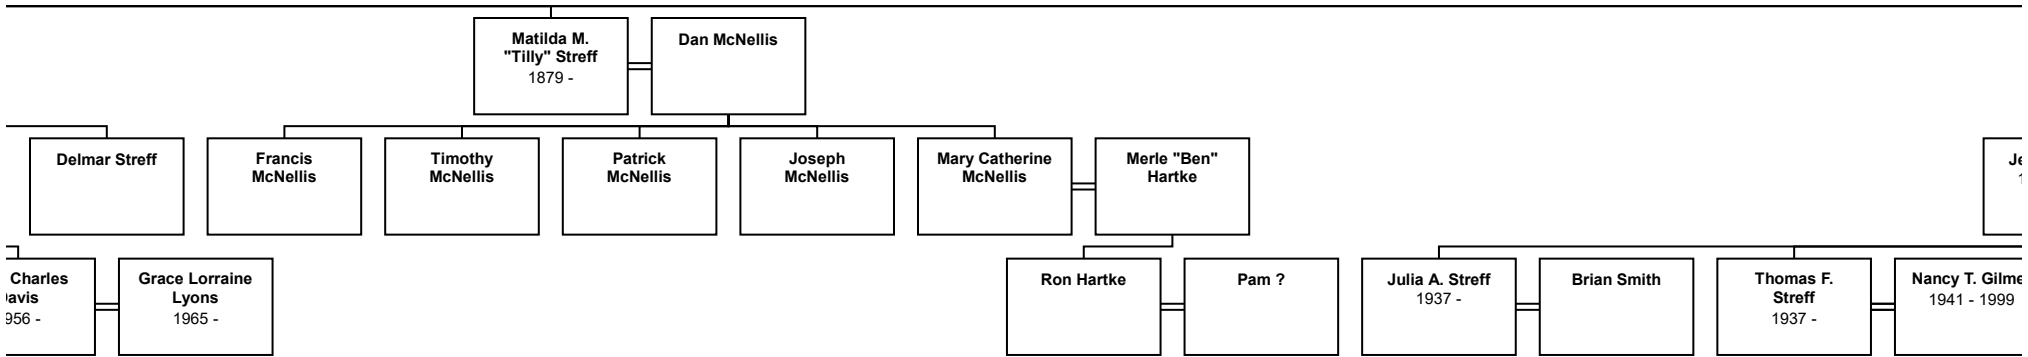 Matilda M.
"Tilly" Streff
1879 -
Dan McNellis
Delmar Streff
Francis
McNellis
Timothy
McNellis
Patrick
McNellis
Joseph
McNellis
Mary Catherine
McNellis
Merle "Ben"
Hartke
Charles
1956 -
Grace Lorraine
Lyons
1965 -
Ron Hartke
Pam ?
Julia A. Streff
1937 -
Brian Smith
Thomas F.
Streff
1937 -
Nancy T.
1941 - 1999